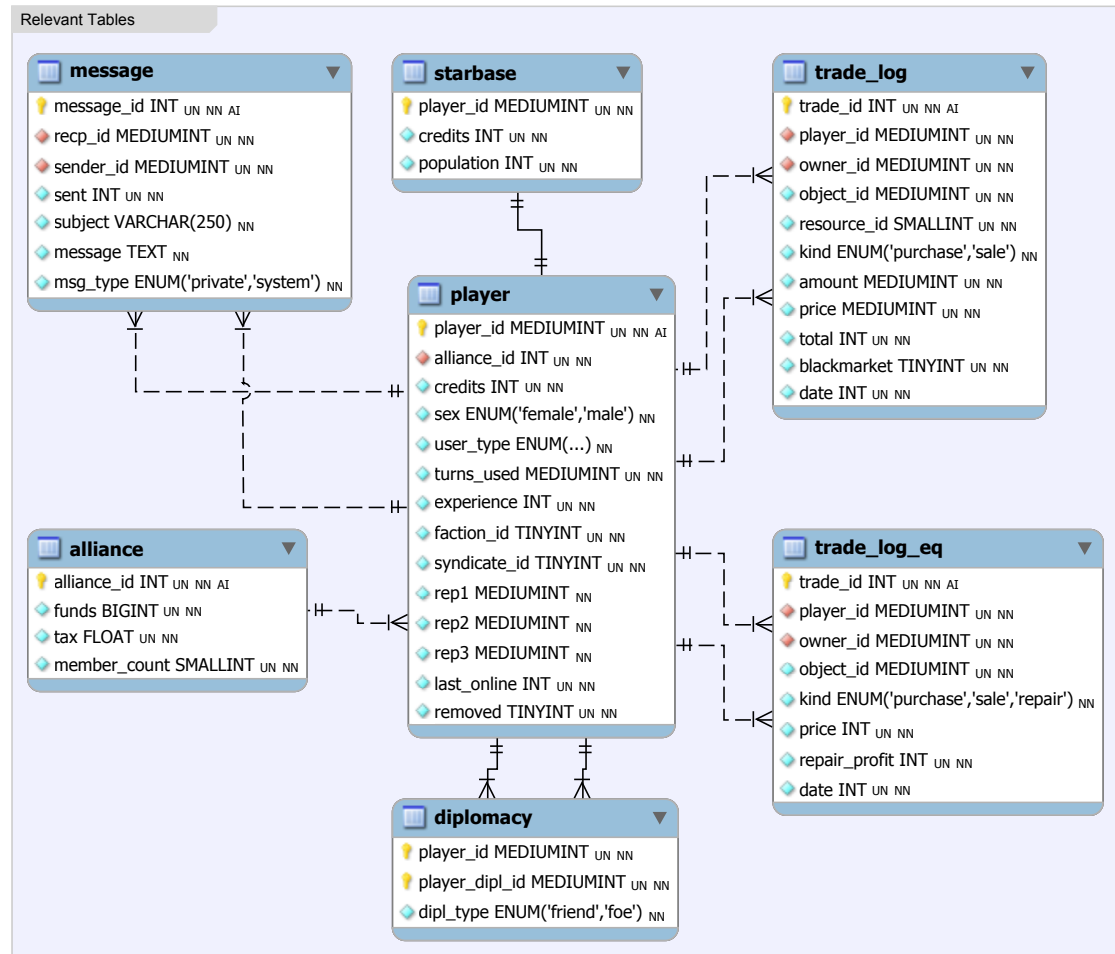 Relevant Tables
message
message_id INT UN NN AI
recp_id MEDIUMINT UN NN
sender_id MEDIUMINT UN NN
sent INT UN NN
subject VARCHAR(250) NN
message TEXT NN
msg_type ENUM('private','system') NN
starbase
player_id MEDIUMINT UN NN
credits INT UN NN
population INT UN NN
trade_log
trade_id INT UN NN AI
player_id MEDIUMINT UN NN
owner_id MEDIUMINT UN NN
object_id MEDIUMINT UN NN
resource_id SMALLINT UN NN
kind ENUM('purchase','sale') NN
amount MEDIUMINT UN NN
price MEDIUMINT UN NN
total INT UN NN
blackmarket TINYINT UN NN
date INT UN NN
player
player_id MEDIUMINT UN NN AI
alliance_id INT UN NN
credits INT UN NN
sex ENUM('female','male') NN
user_type ENUM(...) NN
turns_used MEDIUMINT UN NN
experience INT UN NN
faction_id TINYINT UN NN
syndicate_id TINYINT UN NN
rep1 MEDIUMINT NN
rep2 MEDIUMINT NN
rep3 MEDIUMINT NN
last_online INT UN NN
removed TINYINT UN NN
alliance
alliance_id INT UN NN AI
funds BIGINT UN NN
tax FLOAT UN NN
member_count SMALLINT UN NN
trade_log_eq
trade_id INT UN NN AI
player_id MEDIUMINT UN NN
owner_id MEDIUMINT UN NN
object_id MEDIUMINT UN NN
kind ENUM('purchase','sale','repair') NN
price INT UN NN
repair_profit INT UN NN
date INT UN NN
diplomacy
player_id MEDIUMINT UN NN
player_dipl_id MEDIUMINT UN NN
dipl_type ENUM('friend','foe') NN